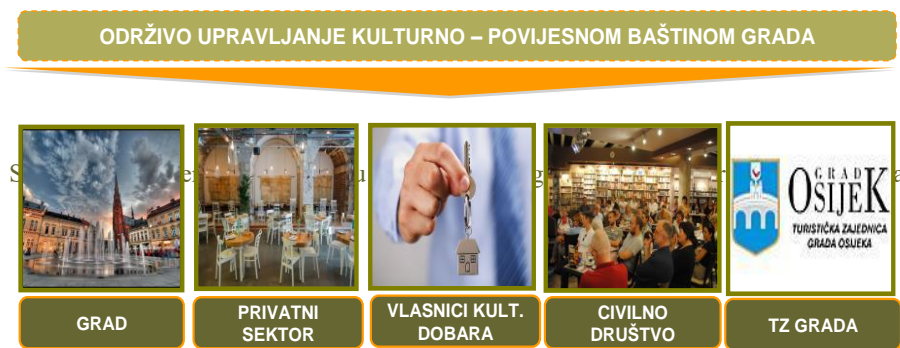 ODRŽIVO UPRAVLJANJE KULTURNO – POVIJESNOM BAŠTINOM GRADA
GRAD
OSIJEK
TURISTIČKA ZAJEDNICA
GRADA OSIJEKA
GRAD
PRIVATNI
SEKTOR
VLASNICI KULT.
DOBARA
CIVILNO
DRUŠTVO
TZ GRADA